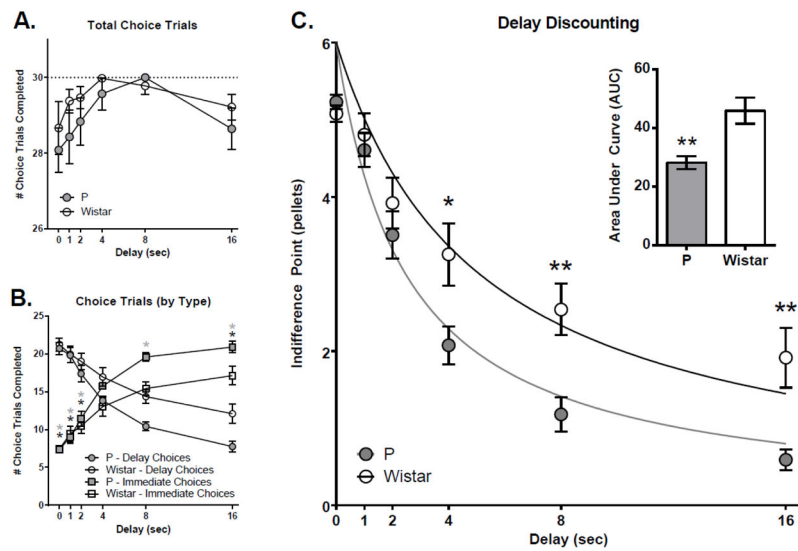 A.
Total Choice Trials
# Choice Trials Completed
30
28
26
P
Wistar
0 1 2 4 8 16
Delay (sec)
B.
Choice Trials (by Type)
# Choice Trials Completed
25
20
15
10
5
0
* * * * *
* * * *
P - Delay Choices
Wistar - Delay Choices
P - Immediate Choices
Wistar - Immediate Choices
0 1 2 4 8 16
Delay (sec)
C.
Delay Discounting
Indifference Point (pellets)
6
4
2
0
*
**
**
P
Wistar
0 1 2 4 8 16
Delay (sec)
Area Under Curve (AUC)
60
40
20
0
**
P Wistar